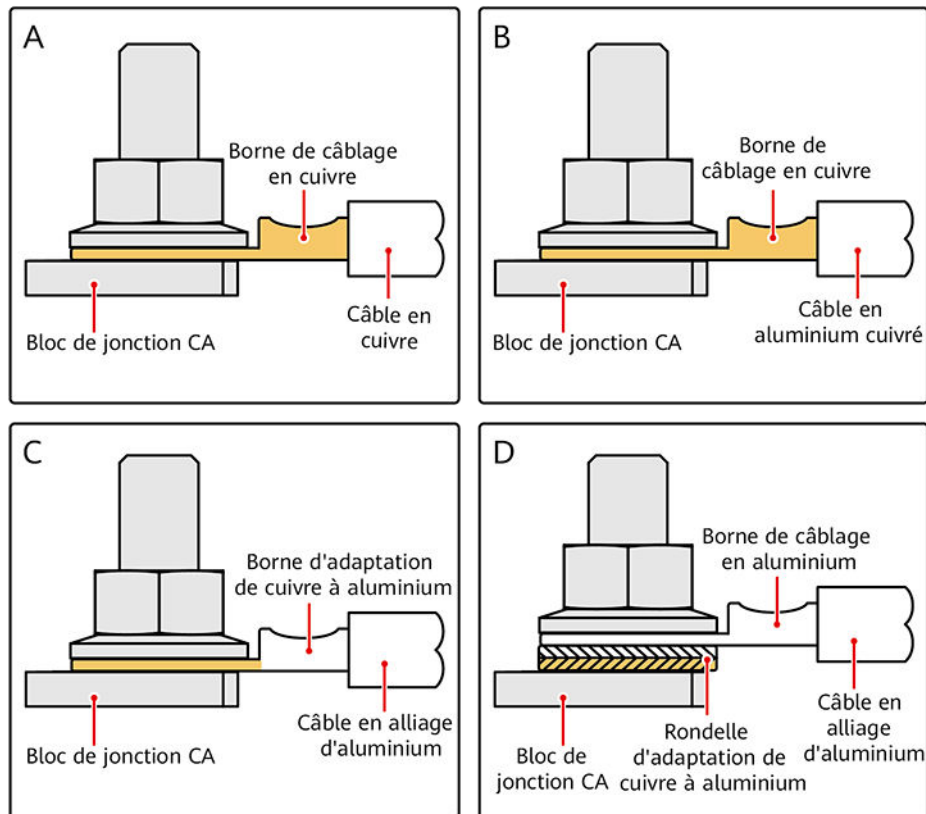 A
Borne de câblage
en cuivre
Câble en
cuivre
Bloc de jonction CA
B
Borne de
câblage en cuivre
Câble en
aluminium cuivré
Bloc de jonction CA
C
Borne d'adaptation
de cuivre à aluminium
Câble en alliage
d'aluminium
Bloc de jonction CA
D
Borne de câblage
en aluminium
Câble en
alliage
d'aluminium
Rondelle
d'adaptation de
cuivre à aluminium
Bloc de
jonction CA